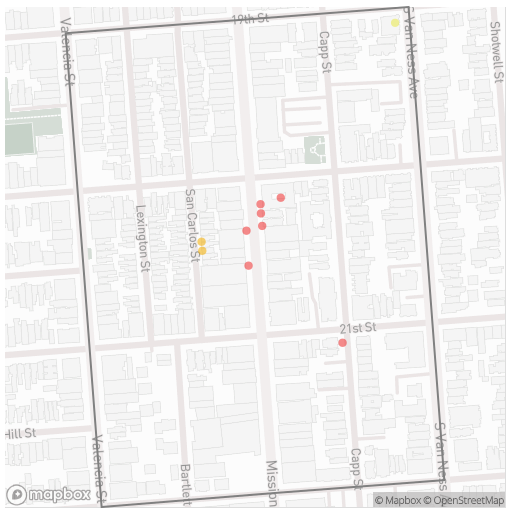 19th St
S Van Ness Ave
Valencia St
Capp St
Shotwell St
San Carlos St
Lexington St
21st St
Hill St
Valencia St
Bartlet
Mission
Capp St
S Van Ness
mapbox
© Mapbox © OpenStreetMap